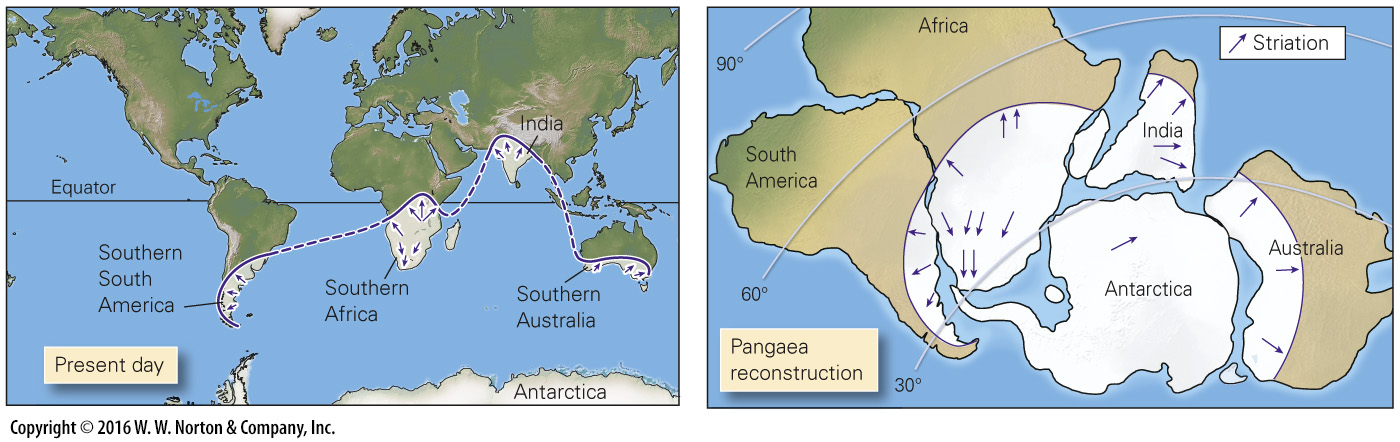 Equator
India
Southern
South
America
Southern
Africa
Southern
Australia
Present day
Antarctica
Africa
Striation
90°
India
South
America
Australia
Antarctica
60°
Pangaea
reconstruction
30°
Copyright © 2016 W. W. Norton & Company, Inc.